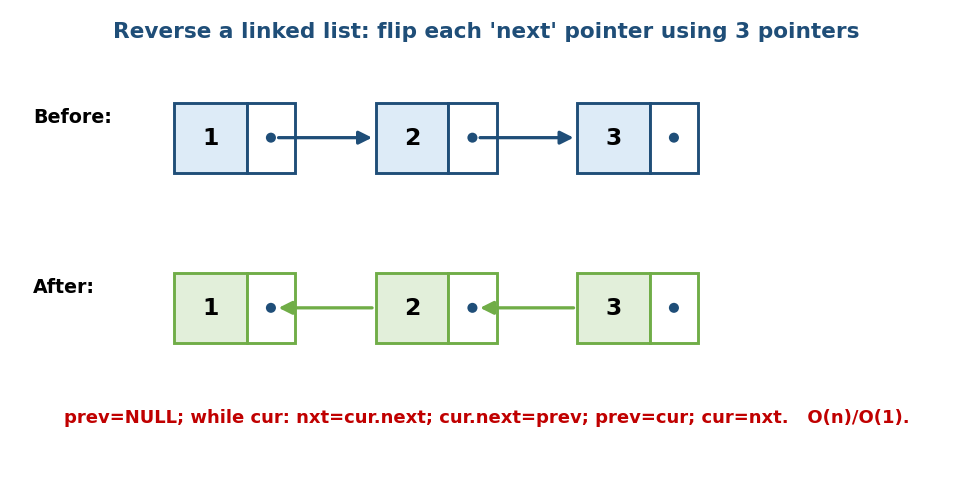 Reverse a linked list: flip each 'next' pointer using 3 pointers
Before:
1 2 3
After:
1 2 3
prev=NULL; while cur: nxt=cur.next; cur.next=prev; prev=cur; cur=nxt.   O(n)/O(1).